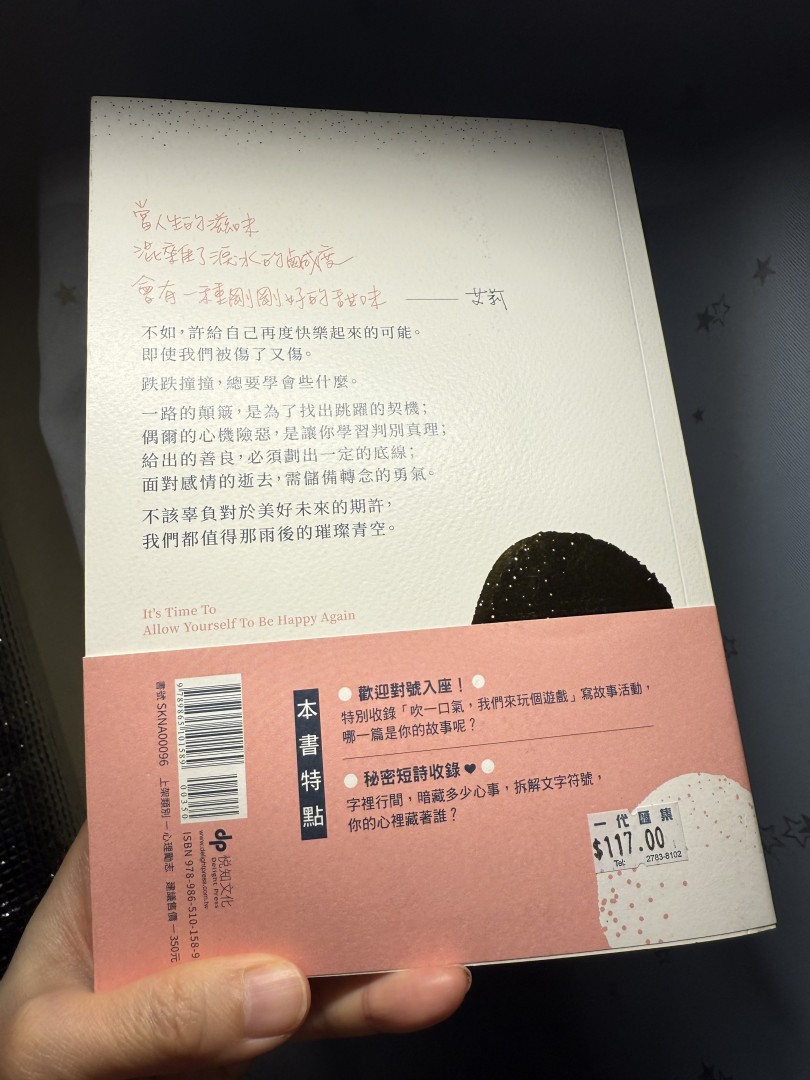 當人生的滋味
混雜了淚水的鹹度
會有一種剛剛好的甜味 —— 艾莉
不如，許給自己再度快樂起來的可能。
即使我們被傷了又傷。
跌跌撞撞，總要學會些什麼。
一路的顛簸，是為了找出跳躍的契機；
偶爾的心機險惡，是讓你學習判別真理；
給出的善良，必須劃出一定的底線；
面對感情的逝去，需儲備轉念的勇氣。
不該辜負對於美好未來的期許，
我們都值得那雨後的璀璨青空。
It's Time To
Allow Yourself To Be Happy Again
本書特點
歡迎對號入座！
特別收錄「吹一口氣，我們來玩個遊戲」寫故事活動，
哪一篇是你的故事呢？
秘密短詩收錄♥
字裡行間，暗藏多少心事，拆解文字符號，
你的心裡藏著誰？
一代匯集
$117.00
Tel: 2783-8102
書號 SKNA00096 上架類別－心理勵志 建議售價－350元
9789865101589
00350
ISBN 978-986-510-158-9
dp 悅知文化
Delight Press
www.delightpress.com.tw